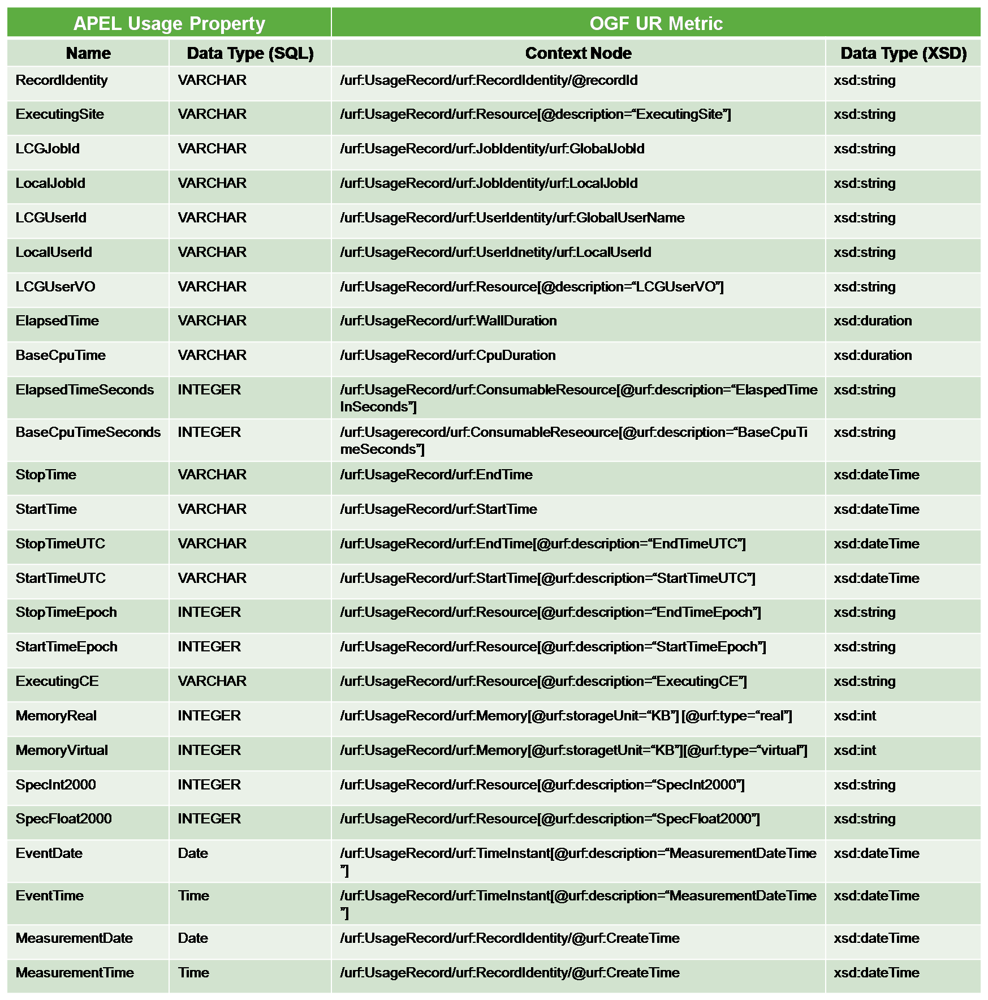 APEL Usage Property OGF UR Metric
Name Data Type (SQL) Context Node Data Type (XSD)
RecordIdentity VARCHAR /urf:UsageRecord/urf:RecordIdentity/@recordId xsd:string
ExecutingSite VARCHAR /urf:UsageRecord/urf:Resource[@description=“ExecutingSite”] xsd:string
LCGJobId VARCHAR /urf:UsageRecord/urf:JobIdentity/urf:GlobalJobId xsd:string
LocalJobId VARCHAR /urf:UsageRecord/urf:JobIdentity/urf:LocalJobId xsd:string
LCGUserId VARCHAR /urf:UsageRecord/urf:UserIdentity/urf:GlobalUserName xsd:string
LocalUserId VARCHAR /urf:UsageRecord/urf:UserIdnetity/urf:LocalUserId xsd:string
LCGUserVO VARCHAR /urf:UsageRecord/urf:Resource[@description=“LCGUserVO”] xsd:string
ElapsedTime VARCHAR /urf:UsageRecord/urf:WallDuration xsd:duration
BaseCpuTime VARCHAR /urf:UsageRecord/urf:CpuDuration xsd:duration
ElapsedTimeSeconds INTEGER /urf:UsageRecord/urf:ConsumableResource[@urf:description=“ElaspedTime xsd:string
InSeconds”]
BaseCpuTimeSeconds INTEGER /urf:Usagerecord/urf:ConsumableReseource[@urf:description=“BaseCpuTi xsd:string
meSeconds”]
StopTime VARCHAR /urf:UsageRecord/urf:EndTime xsd:dateTime
StartTime VARCHAR /urf:UsageRecord/urf:StartTime xsd:dateTime
StopTimeUTC VARCHAR /urf:UsageRecord/urf:EndTime[@urf:description=“EndTimeUTC”] xsd:dateTime
StartTimeUTC VARCHAR /urf:UsageRecord/urf:StartTime[@urf:description=“StartTimeUTC”] xsd:dateTime
StopTimeEpoch INTEGER /urf:UsageRecord/urf:Resource[@urf:description=“EndTimeEpoch”] xsd:string
StartTimeEpoch INTEGER /urf:UsageRecord/urf:Resource[@urf:description=“StartTimeEpoch”] xsd:string
ExecutingCE VARCHAR /urf:UsageRecord/urf:Resource[@urf:description=“ExecutingCE”] xsd:string
MemoryReal INTEGER /urf:UsageRecord/urf:Memory[@urf:storageUnit=“KB”] [@urf:type=“real”] xsd:int
MemoryVirtual INTEGER /urf:UsageRecord/urf:Memory[@urf:storagetUnit=“KB”][@urf:type=“virtual”] xsd:int
SpecInt2000 INTEGER /urf:UsageRecord/urf:Resource[@urf:description=“SpecInt2000”] xsd:string
SpecFloat2000 INTEGER /urf:UsageRecord/urf:Resource[@urf:description=“SpecFloat2000”] xsd:string
EventDate Date /urf:UsageRecord/urf:TimeInstant[@urf:description=“MeasurementDateTime xsd:dateTime
”]
EventTime Time /urf:UsageRecord/urf:TimeInstant[@urf:description=“MeasurementDateTime xsd:dateTime
”]
MeasurementDate Date /urf:UsageRecord/urf:RecordIdentity/@urf:CreateTime xsd:dateTime
MeasurementTime Time /urf:UsageRecord/urf:RecordIdentity/@urf:CreateTime xsd:dateTime